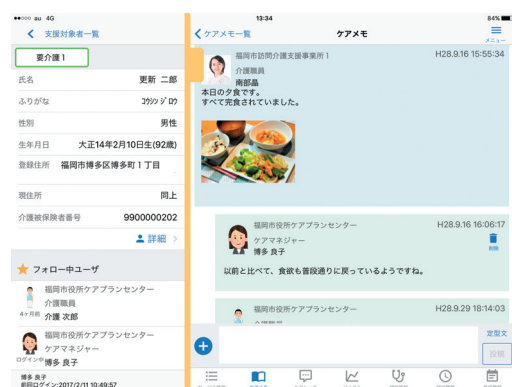 ●●○○○ au 4G
13:34
84%
支援対象者一覧
要介護1
氏名 更新 二郎
ふりがな コウシン ジロウ
性別 男性
生年月日 大正14年2月10日生(92歳)
登録住所 福岡市博多区博多町1丁目
現住所 同上
介護被保険者番号 9900000202
詳細
フォロー中ユーザ
福岡市役所ケアプランセンター
介護職員
4ヶ月前 介護 次郎
福岡市役所ケアプランセンター
ケアマネジャー
ログイン中 博多 良子
博多 良子
前回ログイン:2017/2/11 10:49:57
ケアメモ一覧
ケアメモ
メニュー
福岡市訪問介護支援事業所1
H28.9.16 15:55:34
介護職員
南部晶
本日の夕食です。
すべて完食されていました。
福岡市役所ケアプランセンター
H28.9.16 16:06:17
ケアマネジャー
博多 良子
削除
以前と比べて、食欲も普段通りに戻っているようですね。
福岡市役所ケアプランセンター
H28.9.29 18:14:03
定型文
投稿